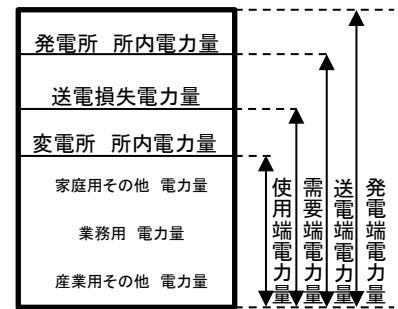 発電所 所内電力量
送電損失電力量
変電所 所内電力量
家庭用その他 電力量
業務用 電力量
産業用その他 電力量
使用端電力量
需要端電力量
送電端電力量
発電端電力量